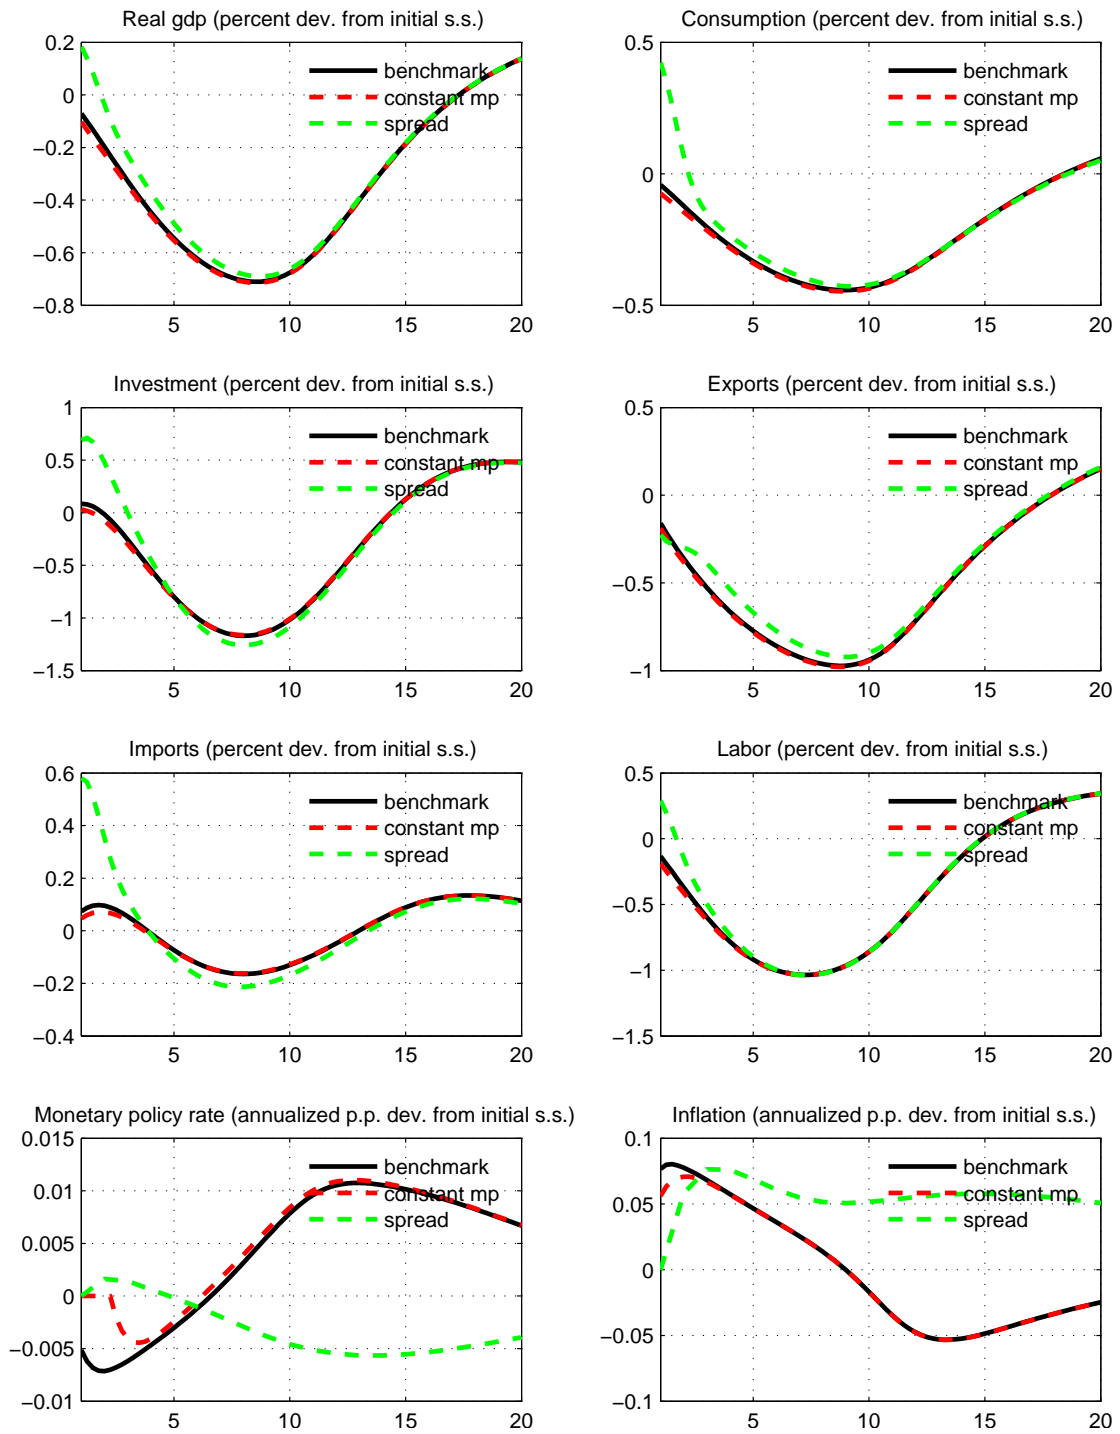 Real gdp (percent dev. from initial s.s.)
0.2
0
−0.2
−0.4
−0.6
−0.8
5 10 15 20
benchmark
constant mp
spread
Consumption (percent dev. from initial s.s.)
0.5
0
−0.5
5 10 15 20
benchmark
constant mp
spread
Investment (percent dev. from initial s.s.)
1
0.5
0
−0.5
−1
−1.5
5 10 15 20
benchmark
constant mp
spread
Exports (percent dev. from initial s.s.)
0.5
0
−0.5
−1
5 10 15 20
benchmark
constant mp
spread
Imports (percent dev. from initial s.s.)
0.6
0.4
0.2
0
−0.2
−0.4
5 10 15 20
benchmark
constant mp
spread
Labor (percent dev. from initial s.s.)
0.5
0
−0.5
−1
−1.5
5 10 15 20
benchmark
constant mp
spread
Monetary policy rate (annualized p.p. dev. from initial s.s.)
0.015
0.01
0.005
0
−0.005
−0.01
5 10 15 20
benchmark
constant mp
spread
Inflation (annualized p.p. dev. from initial s.s.)
0.1
0.05
0
−0.05
−0.1
5 10 15 20
benchmark
constant mp
spread